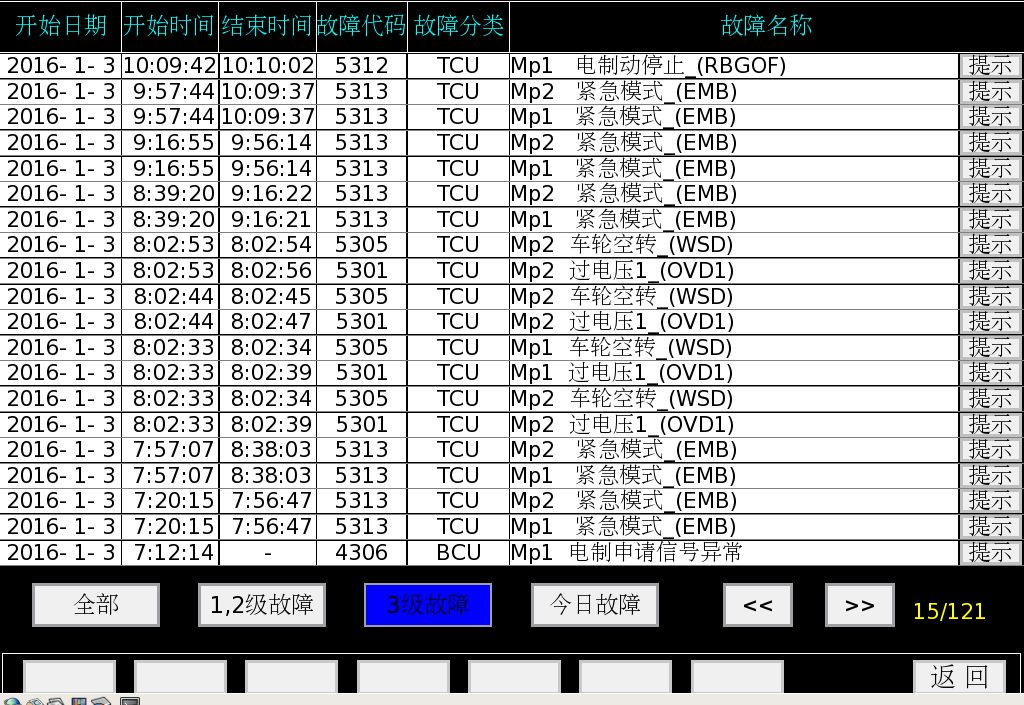 开始日期 开始时间 结束时间 故障代码 故障分类 故障名称
2016- 1- 3 10:09:42 10:10:02 5312 TCU Mp1 电制动停止_(RBGOF) 提示
2016- 1- 3 9:57:44 10:09:37 5313 TCU Mp2 紧急模式_(EMB) 提示
2016- 1- 3 9:57:44 10:09:37 5313 TCU Mp1 紧急模式_(EMB) 提示
2016- 1- 3 9:16:55 9:56:14 5313 TCU Mp2 紧急模式_(EMB) 提示
2016- 1- 3 9:16:55 9:56:14 5313 TCU Mp1 紧急模式_(EMB) 提示
2016- 1- 3 8:39:20 9:16:22 5313 TCU Mp2 紧急模式_(EMB) 提示
2016- 1- 3 8:39:20 9:16:21 5313 TCU Mp1 紧急模式_(EMB) 提示
2016- 1- 3 8:02:53 8:02:54 5305 TCU Mp2 车轮空转_(WSD) 提示
2016- 1- 3 8:02:53 8:02:56 5301 TCU Mp2 过电压1_(OVD1) 提示
2016- 1- 3 8:02:44 8:02:45 5305 TCU Mp2 车轮空转_(WSD) 提示
2016- 1- 3 8:02:44 8:02:47 5301 TCU Mp2 过电压1_(OVD1) 提示
2016- 1- 3 8:02:33 8:02:34 5305 TCU Mp1 车轮空转_(WSD) 提示
2016- 1- 3 8:02:33 8:02:39 5301 TCU Mp1 过电压1_(OVD1) 提示
2016- 1- 3 8:02:33 8:02:34 5305 TCU Mp2 车轮空转_(WSD) 提示
2016- 1- 3 8:02:33 8:02:39 5301 TCU Mp2 过电压1_(OVD1) 提示
2016- 1- 3 7:57:07 8:38:03 5313 TCU Mp2 紧急模式_(EMB) 提示
2016- 1- 3 7:57:07 8:38:03 5313 TCU Mp1 紧急模式_(EMB) 提示
2016- 1- 3 7:20:15 7:56:47 5313 TCU Mp2 紧急模式_(EMB) 提示
2016- 1- 3 7:20:15 7:56:47 5313 TCU Mp1 紧急模式_(EMB) 提示
2016- 1- 3 7:12:14 - 4306 BCU Mp1 电制申请信号异常 提示
全部 1,2级故障 3级故障 今日故障 << >> 15/121
返 回